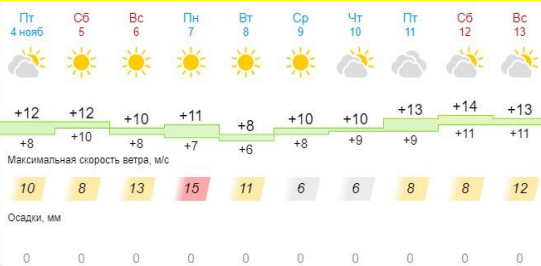 Пт Сб Вс Пн Вт Ср Чт Пт Сб Вс
4 нояб 5 6 7 8 9 10 11 12 13
+12 +12 +10 +11 +8 +10 +10 +13 +14 +13
+8 +10 +8 +7 +6 +8 +9 +9 +11 +11
Максимальная скорость ветра, м/с
10 8 13 15 11 6 6 8 8 12
Осадки, мм
0 0 0 0 0 0 0 0 0 0